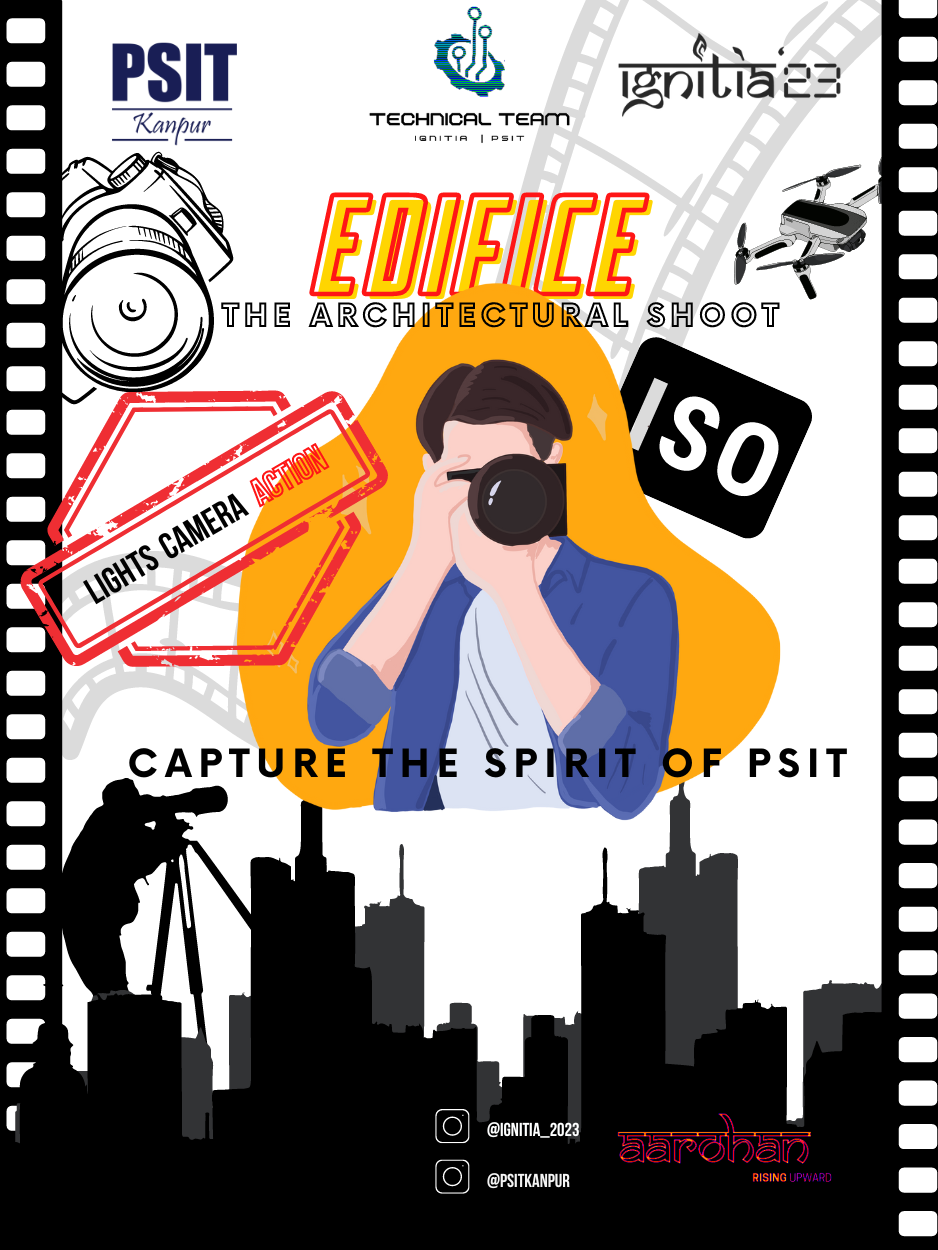 PSIT
Kanpur
TECHNICAL TEAM
IGNITIA | PSIT
ignitia'23
EDIFICE
THE ARCHITECTURAL SHOOT
ISO
LIGHTS CAMERA ACTION
CAPTURE THE SPIRIT OF PSIT
@IGNITIA_2023
@PSITKANPUR
aarohan
RISING UPWARD